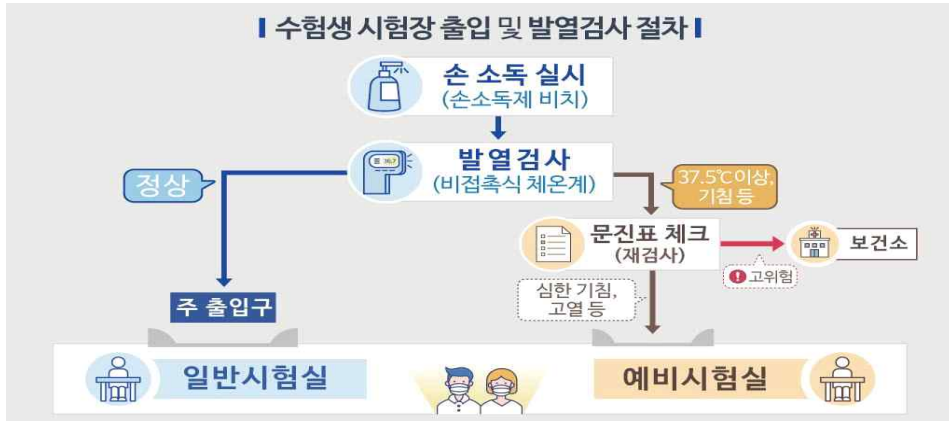 수험생 시험장 출입 및 발열검사 절차
손 소독 실시
(손소독제 비치)
발열검사
(비접촉식 체온계)
정상
37.5℃이상,
기침 등
문진표 체크
(재검사)
보건소
고위험
심한 기침,
고열 등
주 출입구
일반시험실
예비시험실